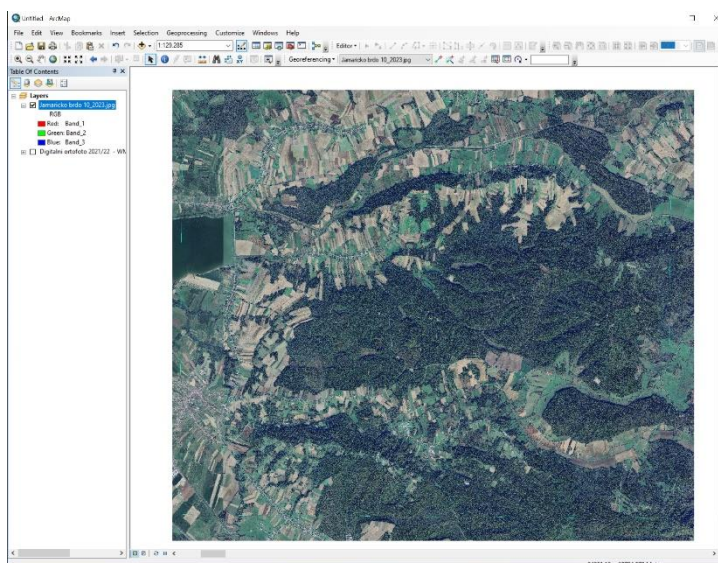 Untitled - ArcMap
File Edit View Bookmarks Insert Selection Geoprocessing Customize Windows Help
1:129.285 Editor
Georeferencing Jamaricko brdo 10_2023.jpg
Table Of Contents
Layers
Jamaricko brdo 10_2023.jpg
RGB
Red: Band_1
Green: Band_2
Blue: Band_3
Digitalni ortofoto 2021/22 - WM